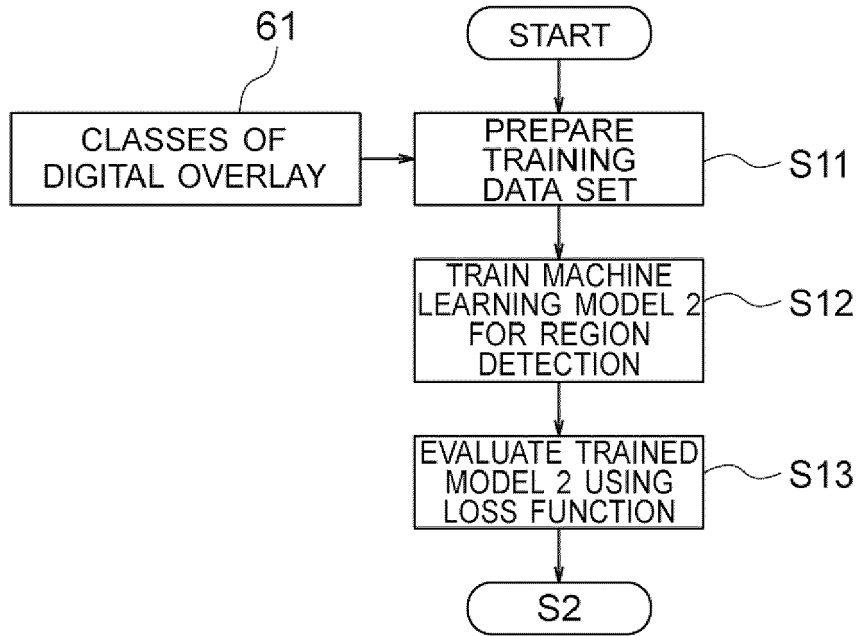 61
START
CLASSES OF
DIGITAL OVERLAY
PREPARE
TRAINING
DATA SET
S11
TRAIN MACHINE
LEARNING MODEL 2
FOR REGION
DETECTION
S12
EVALUATE TRAINED
MODEL 2 USING
LOSS FUNCTION
S13
S2